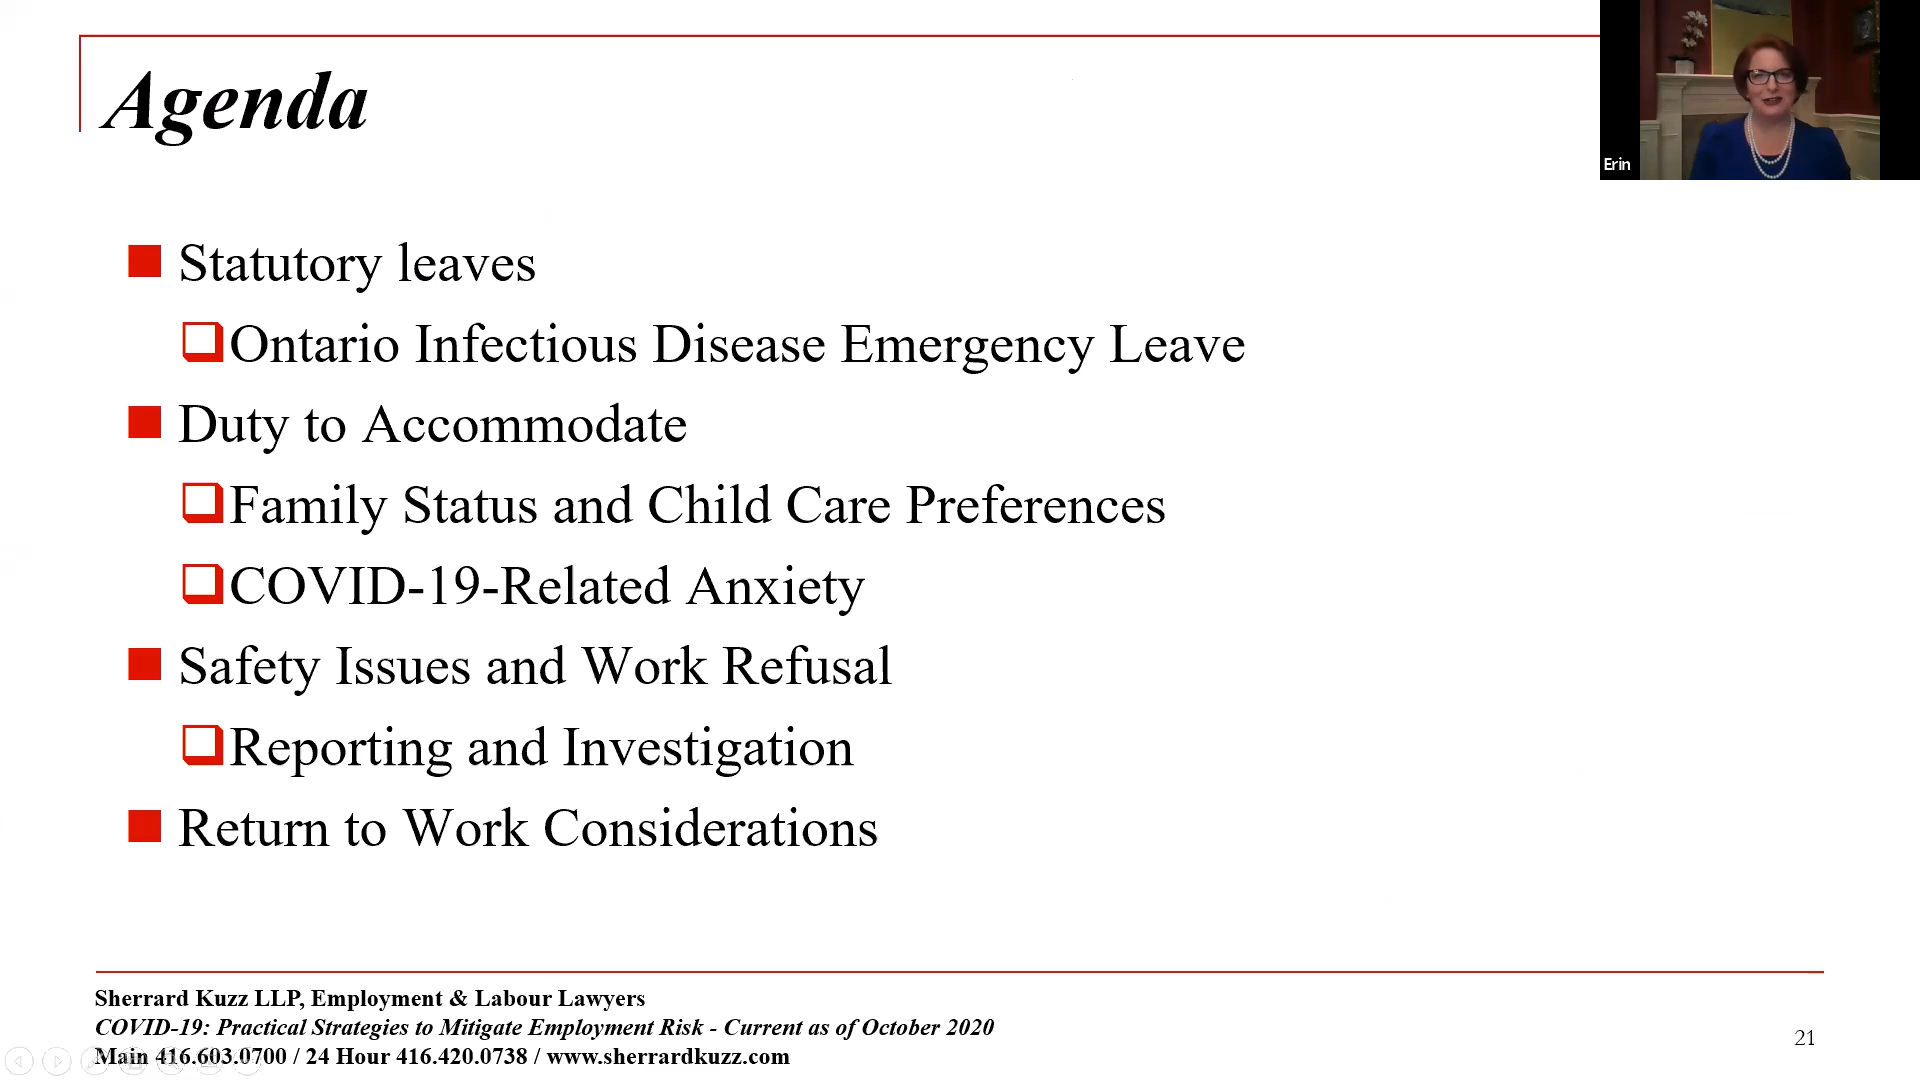 Agenda
Erin
Statutory leaves
Ontario Infectious Disease Emergency Leave
Duty to Accommodate
Family Status and Child Care Preferences
COVID-19-Related Anxiety
Safety Issues and Work Refusal
Reporting and Investigation
Return to Work Considerations
Sherrard Kuzz LLP, Employment & Labour Lawyers
COVID-19: Practical Strategies to Mitigate Employment Risk - Current as of October 2020
Main 416.603.0700 / 24 Hour 416.420.0738 / www.sherrardkuzz.com
21